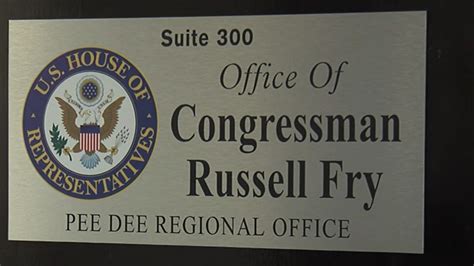 Suite 300
U.S. HOUSE OF
REPRESENTATIVES
Office Of
Congressman
Russell Fry
PEE DEE REGIONAL OFFICE